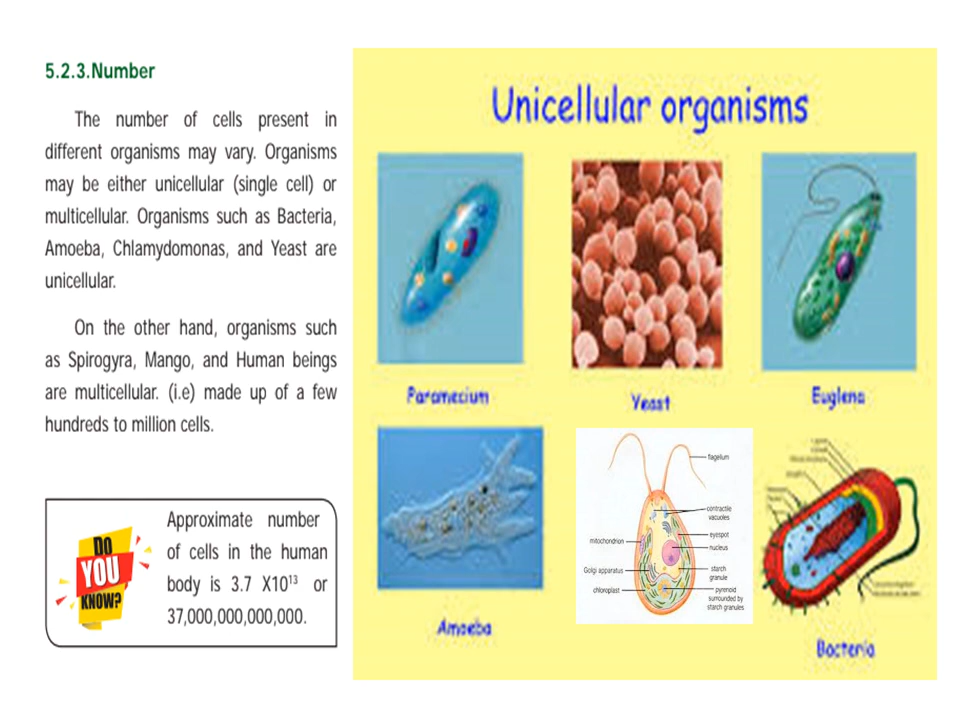 5.2.3.Number
The number of cells present in
different organisms may vary. Organisms
may be either unicellular (single cell) or
multicellular. Organisms such as Bacteria,
Amoeba, Chlamydomonas, and Yeast are
unicellular.
On the other hand, organisms such
as Spirogyra, Mango, and Human beings
are multicellular. (i.e) made up of a few
hundreds to million cells.
DO
YOU
KNOW?
Approximate number
of cells in the human
body is 3.7 X10¹³ or
37,000,000,000,000.
Unicellular organisms
Paramecium
Yeast
Euglena
Amoeba
flagellum
contractile
vacuoles
eyespot
mitochondrion
nucleus
Golgi apparatus
starch
granule
chloroplast
pyrenoid
surrounded by
starch granules
Bacteria